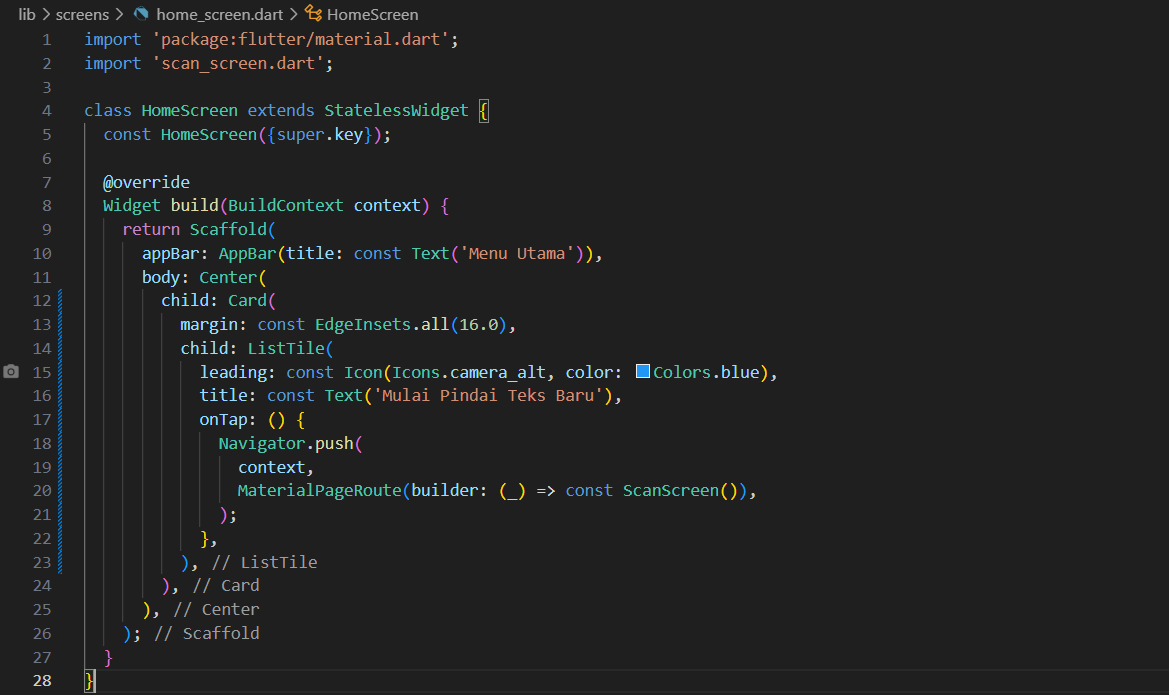 lib > screens > home_screen.dart > HomeScreen
1 import 'package:flutter/material.dart';
2 import 'scan_screen.dart';
3
4 class HomeScreen extends StatelessWidget {
5   const HomeScreen({super.key});
6
7   @override
8   Widget build(BuildContext context) {
9     return Scaffold(
10       appBar: AppBar(title: const Text('Menu Utama')),
11       body: Center(
12         child: Card(
13           margin: const EdgeInsets.all(16.0),
14           child: ListTile(
15             leading: const Icon(Icons.camera_alt, color: Colors.blue),
16             title: const Text('Mulai Pindai Teks Baru'),
17             onTap: () {
18               Navigator.push(
19                 context,
20                 MaterialPageRoute(builder: (_) => const ScanScreen()),
21               );
22             },
23           ), // ListTile
24         ), // Card
25       ), // Center
26     ); // Scaffold
27   }
28 }